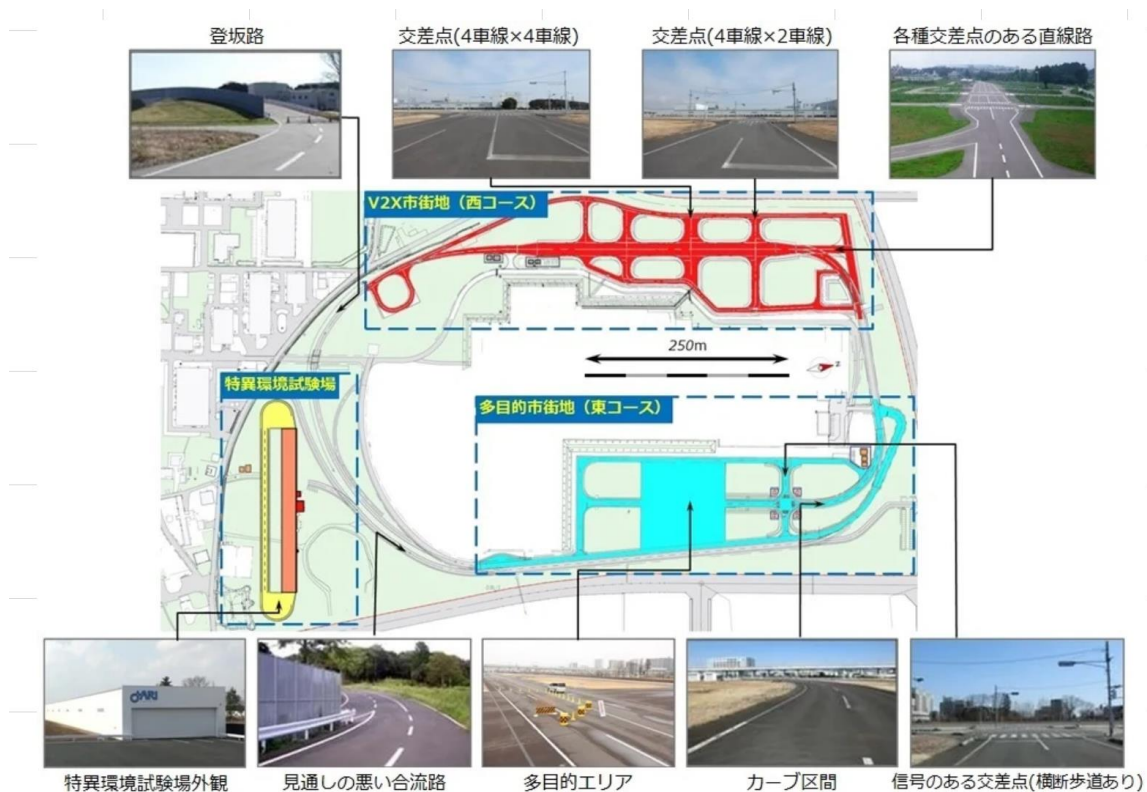 登坂路
交差点(4車線×4車線)
交差点(4車線×2車線)
各種交差点のある直線路
V2X市街地（西コース）
250m
特異環境試験場
多目的市街地（東コース）
JARI
特異環境試験場外観
見通しの悪い合流路
多目的エリア
カーブ区間
信号のある交差点(横断歩道あり)